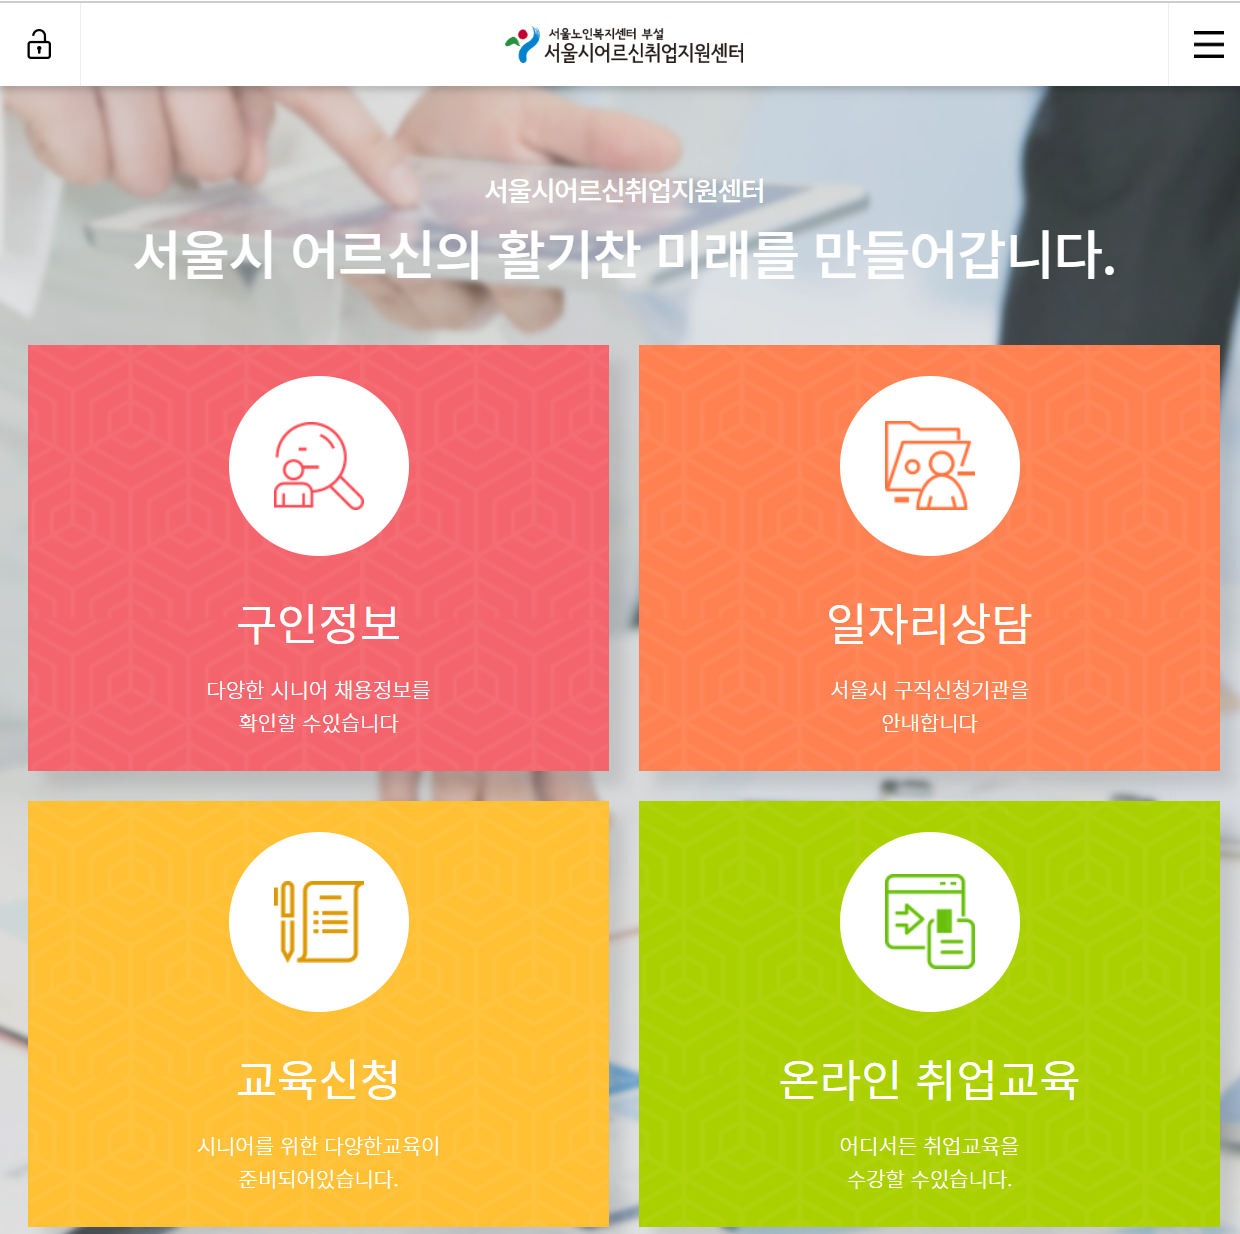 서울노인복지센터 부설
서울시어르신취업지원센터
서울시어르신취업지원센터
서울시 어르신의 활기찬 미래를 만들어갑니다.
구인정보
다양한 시니어 채용정보를
확인할 수있습니다
일자리상담
서울시 구직신청기관을
안내합니다
교육신청
시니어를 위한 다양한교육이
준비되어있습니다.
온라인 취업교육
어디서든 취업교육을
수강할 수있습니다.